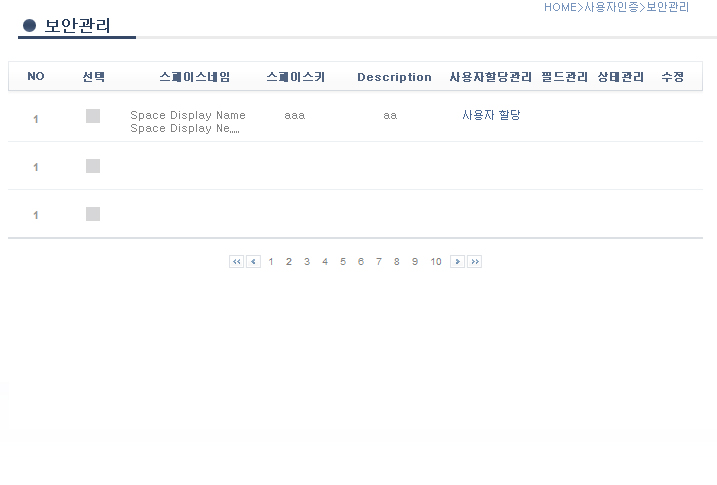 HOME>사용자인증>보안관리
보안관리
NO 선택 스페이스네임 스페이스키 Description 사용자할당관리 필드관리 상태관리 수정
1 Space Display Name aaa aa 사용자 할당
Space Display Ne.....
1
1
1 2 3 4 5 6 7 8 9 10